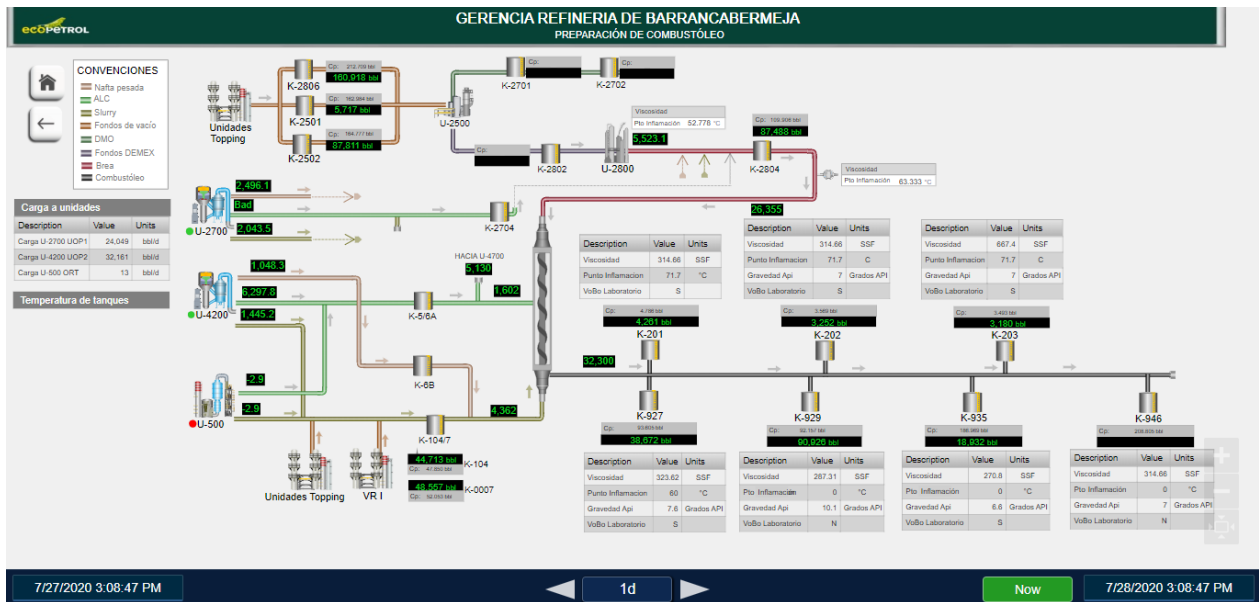 ecoPETROL
GERENCIA REFINERIA DE BARRANCABERMEJA
PREPARACIÓN DE COMBUSTÓLEO
CONVENCIONES
Nafta pesada
ALC
Slurry
Fondos de vacío
DMO
Fondos DEMEX
Brea
Combustóleo
Carga a unidades
Description Value Units
Carga U-2700 UOP1 24,049 bbl/d
Carga U-4200 UOP2 32,161 bbl/d
Carga U-500 ORT 13 bbl/d
Temperatura de tanques
Unidades
Topping
160,918 bbl
K-2806
5,717 bbl
K-2501
87,811 bbl
K-2502
U-2500
Cp:
K-2701
Cp:
K-2702
Cp:
K-2802
Viscosidad
Pto Inflamación 52.778 °C
5,523.1
U-2800
87,488 bbl
K-2804
Viscosidad
Pto Inflamación 63.333 °C
26,355
2,496.1
Bad
2,043.5
U-2700
K-2704
1,048.3
6,297.8
1,445.2
U-4200
HACIA U-4700
5,130
1,602
K-5/6A
K-6B
-2.9
-2.9
U-500
4,362
K-104/7
44,713 bbl K-104
48,557 bbl K-0007
Unidades Topping
VR I
Description Value Units
Viscosidad 314.66 SSF
Punto Inflamacion 71.7 °C
VoBo Laboratorio S
Description Value Units
Viscosidad 314.66 SSF
Punto Inflamacion 71.7 C
Gravedad Api 7 Grados API
VoBo Laboratorio S
Description Value Units
Viscosidad 667.4 SSF
Punto Inflamacion 71.7 C
Gravedad Api 7 Grados API
VoBo Laboratorio S
4,261 bbl
K-201
3,252 bbl
K-202
3,180 bbl
K-203
32,300
K-927
38,672 bbl
K-929
90,926 bbl
K-935
18,932 bbl
K-946
Description Value Units
Viscosidad 323.62 SSF
Punto Inflamacion 60 °C
Gravedad Api 7.6 Grados API
VoBo Laboratorio S
Description Value Units
Viscosidad 287.31 SSF
Pto Inflamación 0 °C
Gravedad Api 10.1 Grados API
VoBo Laboratorio N
Description Value Units
Viscosidad 270.8 SSF
Pto Inflamación 0 °C
Gravedad Api 6.6 Grados API
VoBo Laboratorio S
Description Value Units
Viscosidad 314.66 SSF
Pto Inflamación 0 °C
Gravedad Api 7 Grados API
VoBo Laboratorio N
7/27/2020 3:08:47 PM
1d
Now
7/28/2020 3:08:47 PM